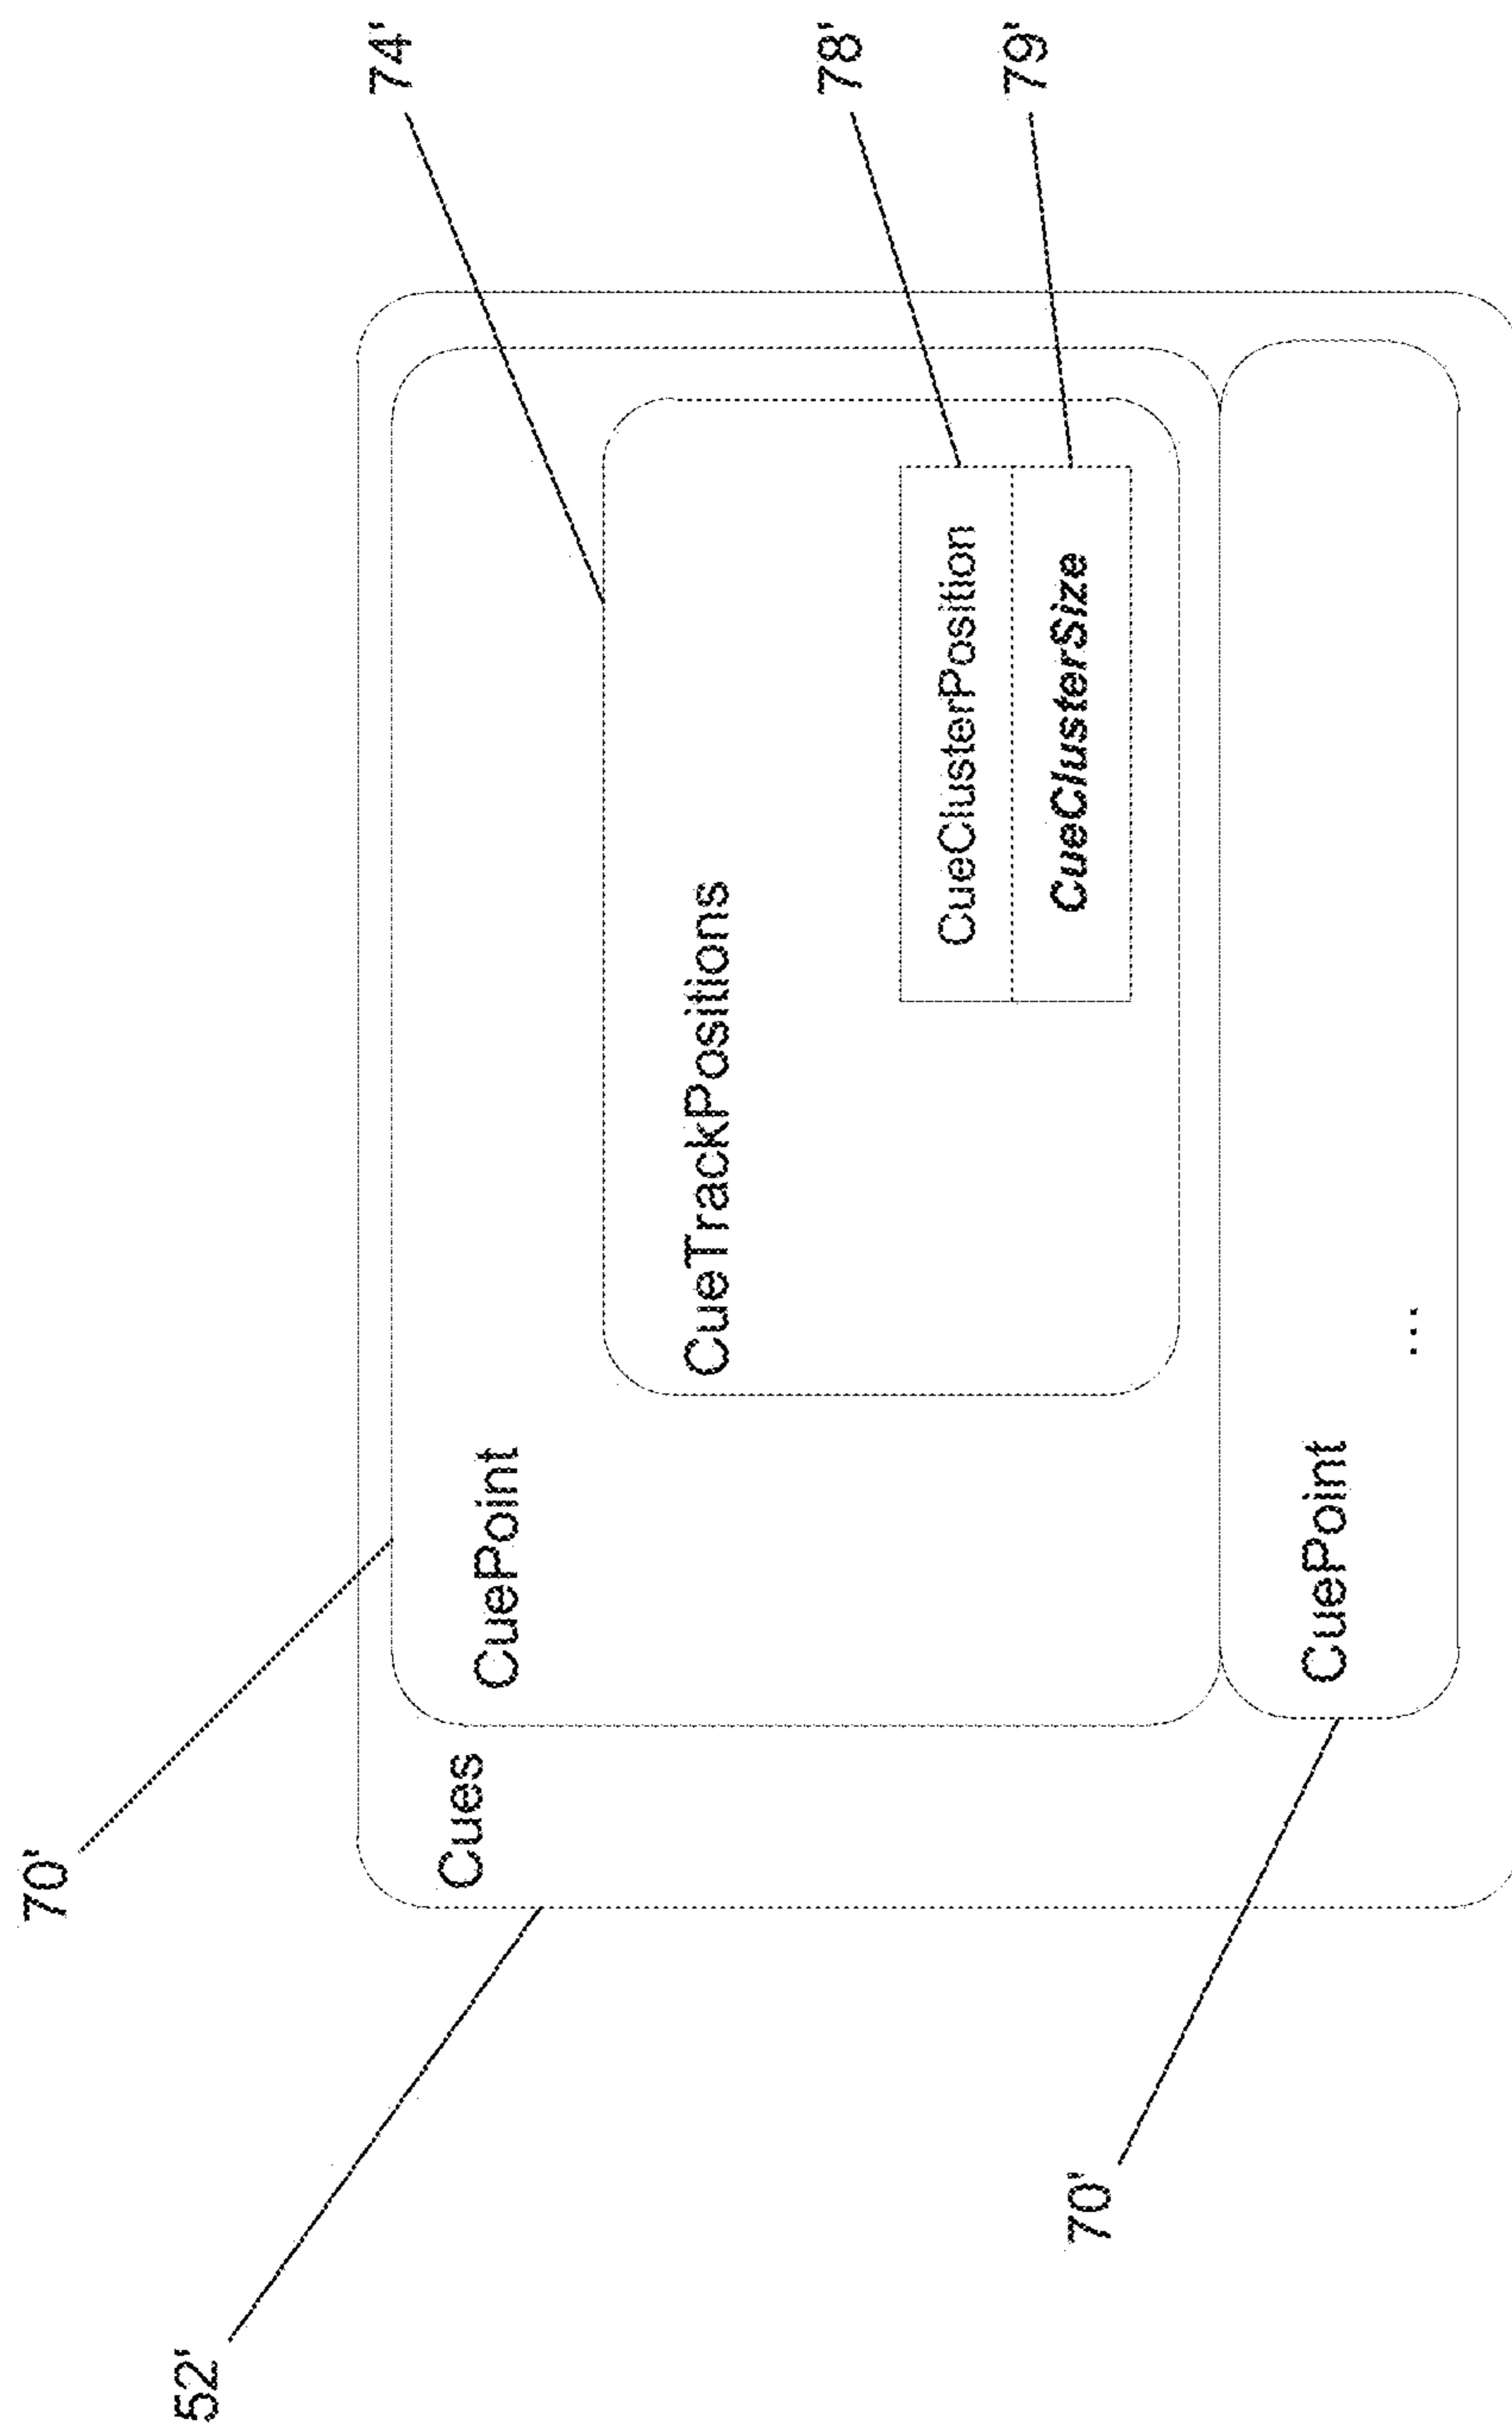 70'
52'
74'
Cues
CuePoint
CueTrackPositions
78'
CueClusterPosition
79'
CueClusterSize
70'
CuePoint
...